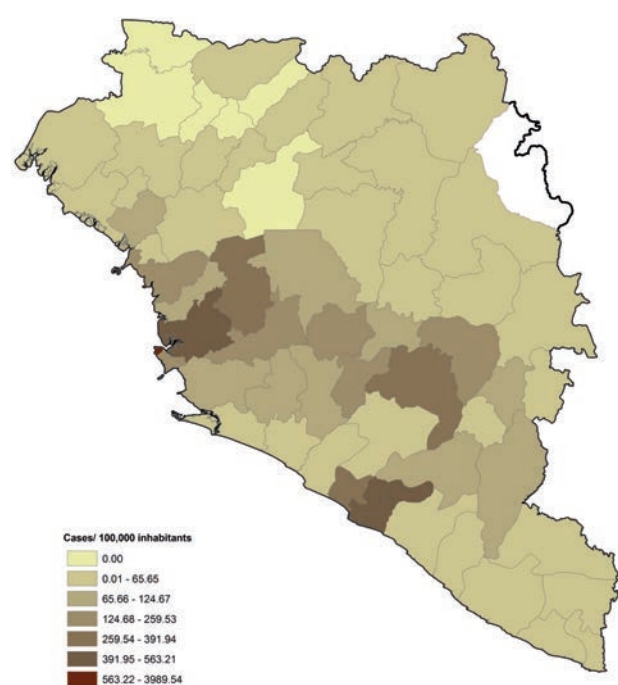 Cases/ 100,000 inhabitants
0.00
0.01 - 65.65
65.66 - 124.67
124.68 - 259.53
259.54 - 391.94
391.95 - 563.21
563.22 - 3989.54